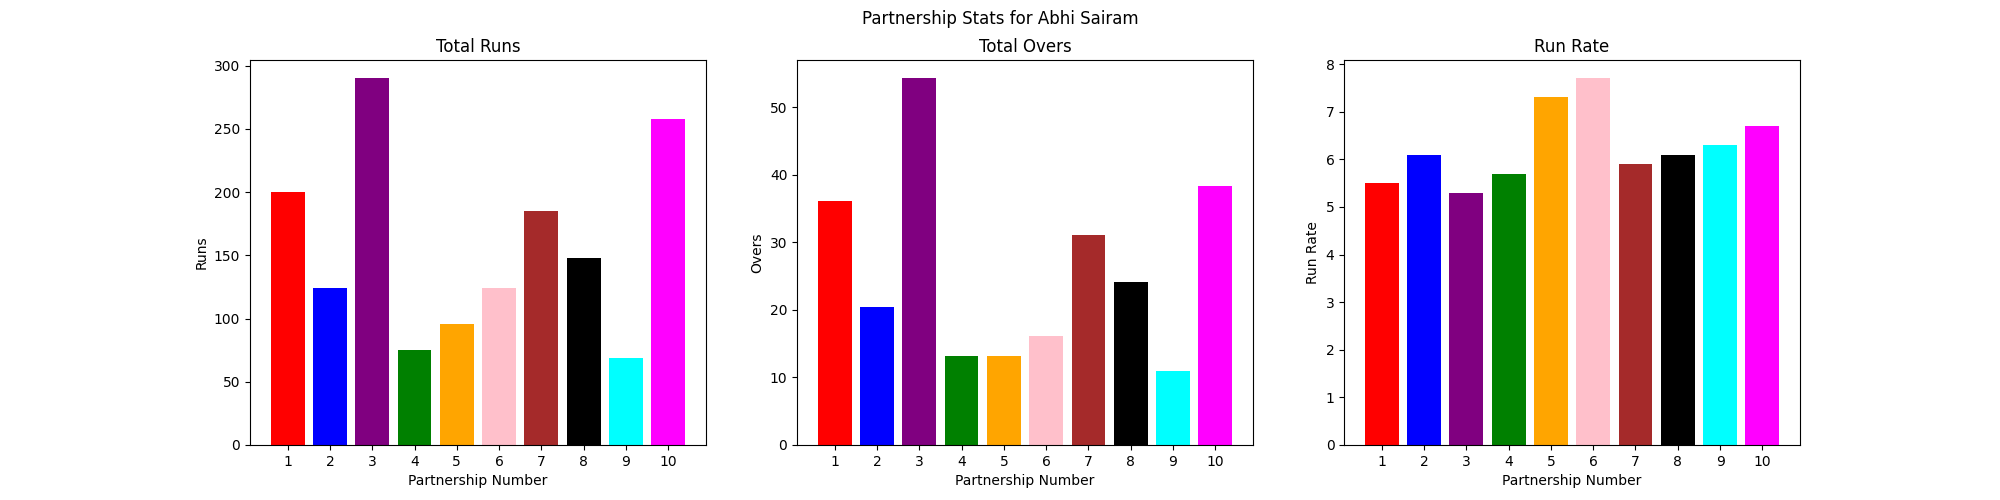 Partnership Stats for Abhi Sairam
Total Runs
300
250
200
150
100
50
0
Runs
1 2 3 4 5 6 7 8 9 10
Partnership Number
Total Overs
50
40
30
20
10
0
Overs
1 2 3 4 5 6 7 8 9 10
Partnership Number
Run Rate
8
7
6
5
4
3
2
1
0
Run Rate
1 2 3 4 5 6 7 8 9 10
Partnership Number